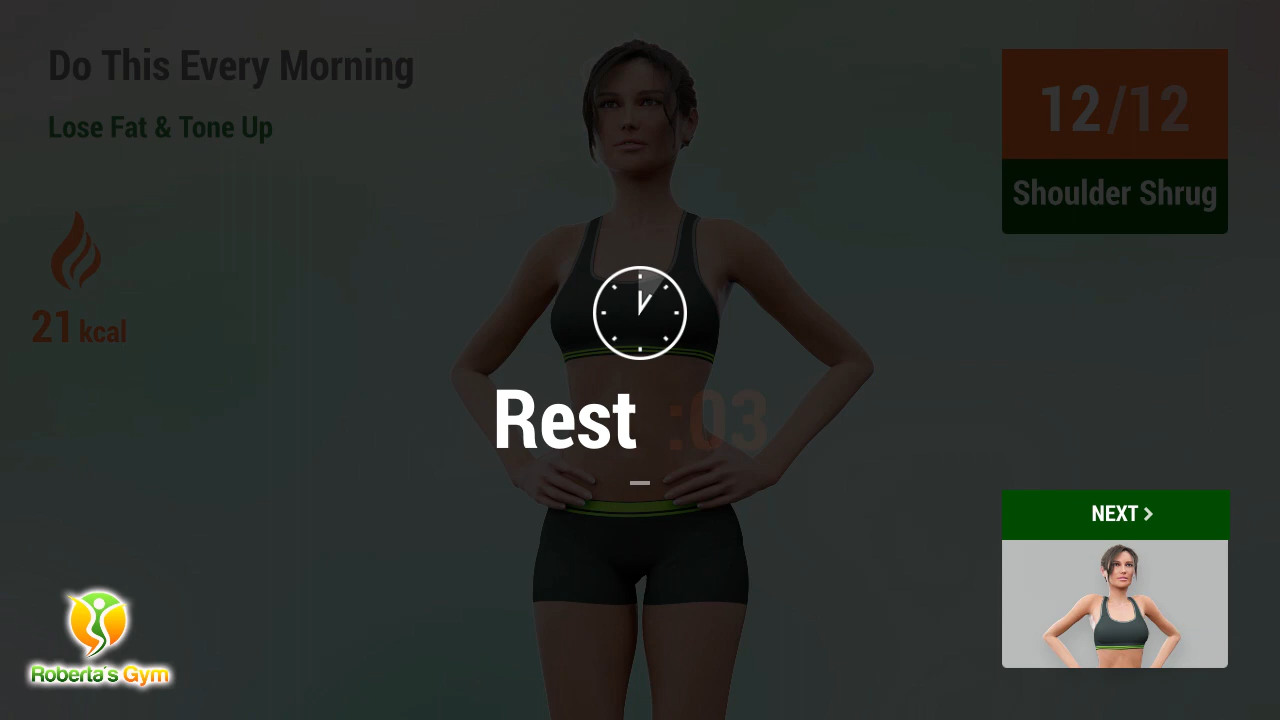 Do This Every Morning
Lose Fat & Tone Up
12/12
Shoulder Shrug
21 kcal
Rest :03
NEXT >
Roberta's Gym